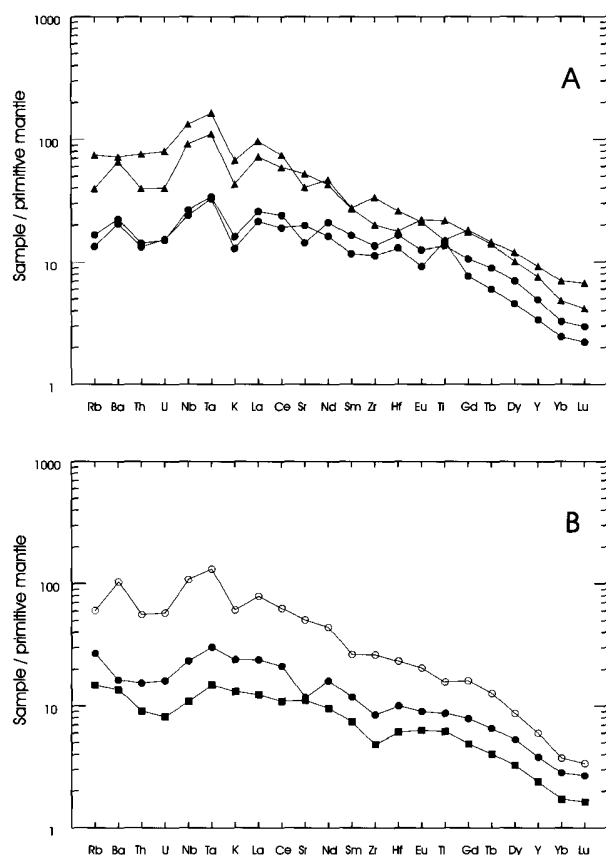 1000
A
100
Sample / primitive mantle
10
1
Rb Ba Th U Nb Ta K La Ce Sr Nd Sm Zr Hf Eu Ti Gd Tb Dy Y Yb Lu
1000
B
100
Sample / primitive mantle
10
1
Rb Ba Th U Nb Ta K La Ce Sr Nd Sm Zr Hf Eu Ti Gd Tb Dy Y Yb Lu